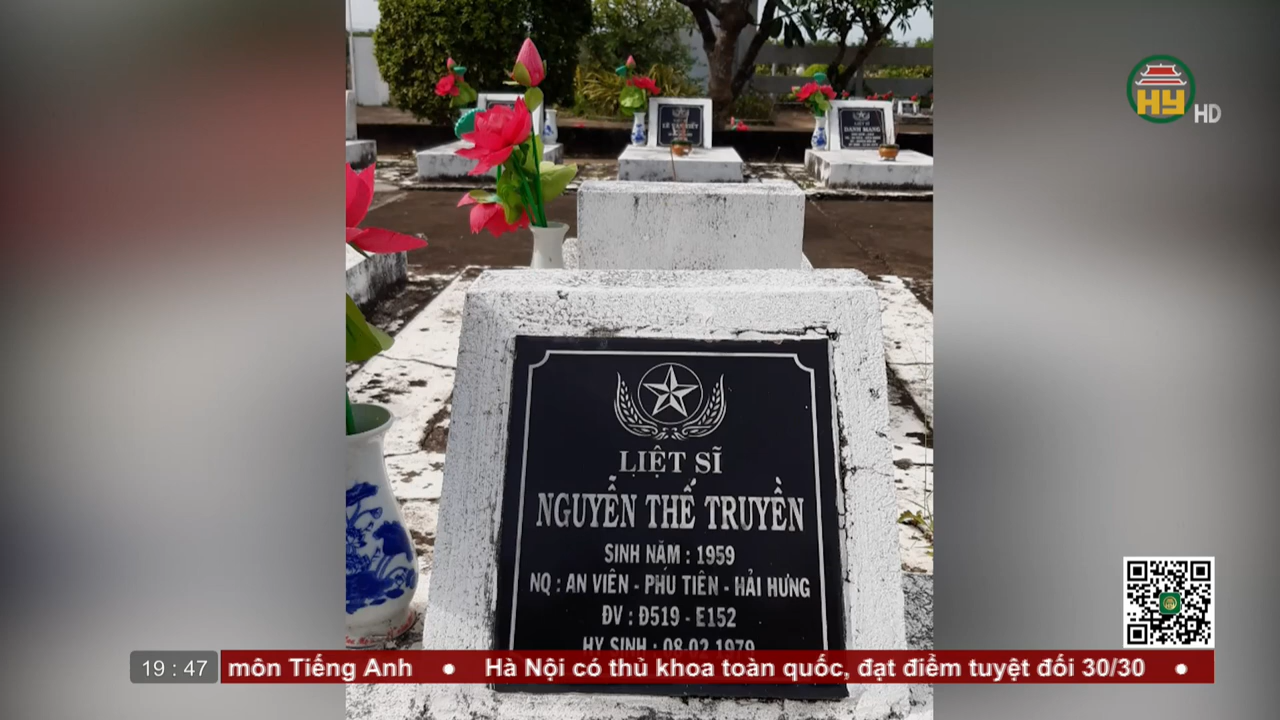 HY HD
DANH MANG
LIỆT SĨ
NGUYỄN THẾ TRUYỀN
SINH NĂM : 1959
NQ : AN VIÊN - PHÙ TIÊN - HẢI HƯNG
ĐV : Đ519 - E152
HY SINH : 08-02-1979
19 : 47 môn Tiếng Anh • Hà Nội có thủ khoa toàn quốc, đạt điểm tuyệt đối 30/30 •